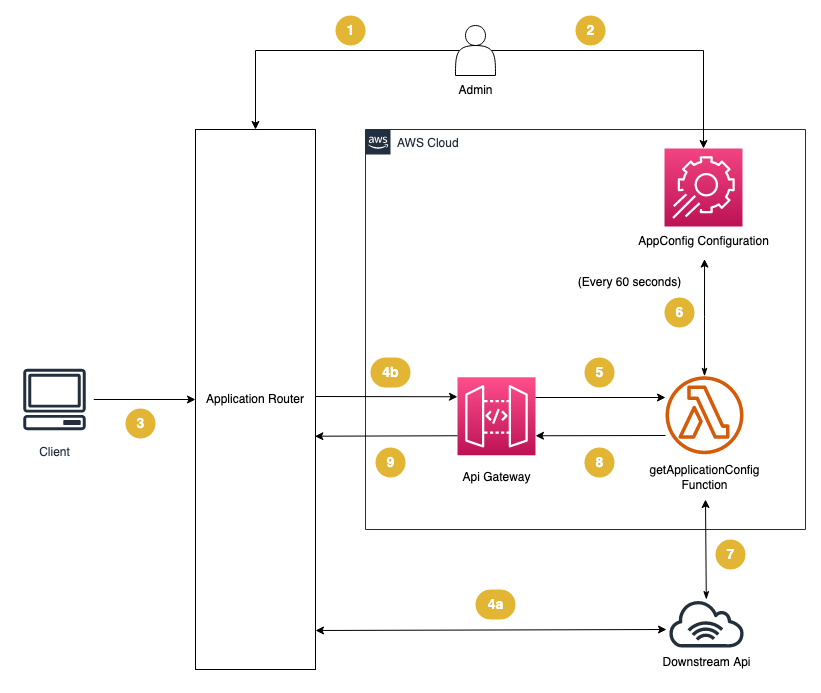 1
2
Admin
aws
AWS Cloud
AppConfig Configuration
(Every 60 seconds)
6
4b
5
Application Router
</>
3
Client
9
8
Api Gateway
getApplicationConfig
Function
7
4a
Downstream Api